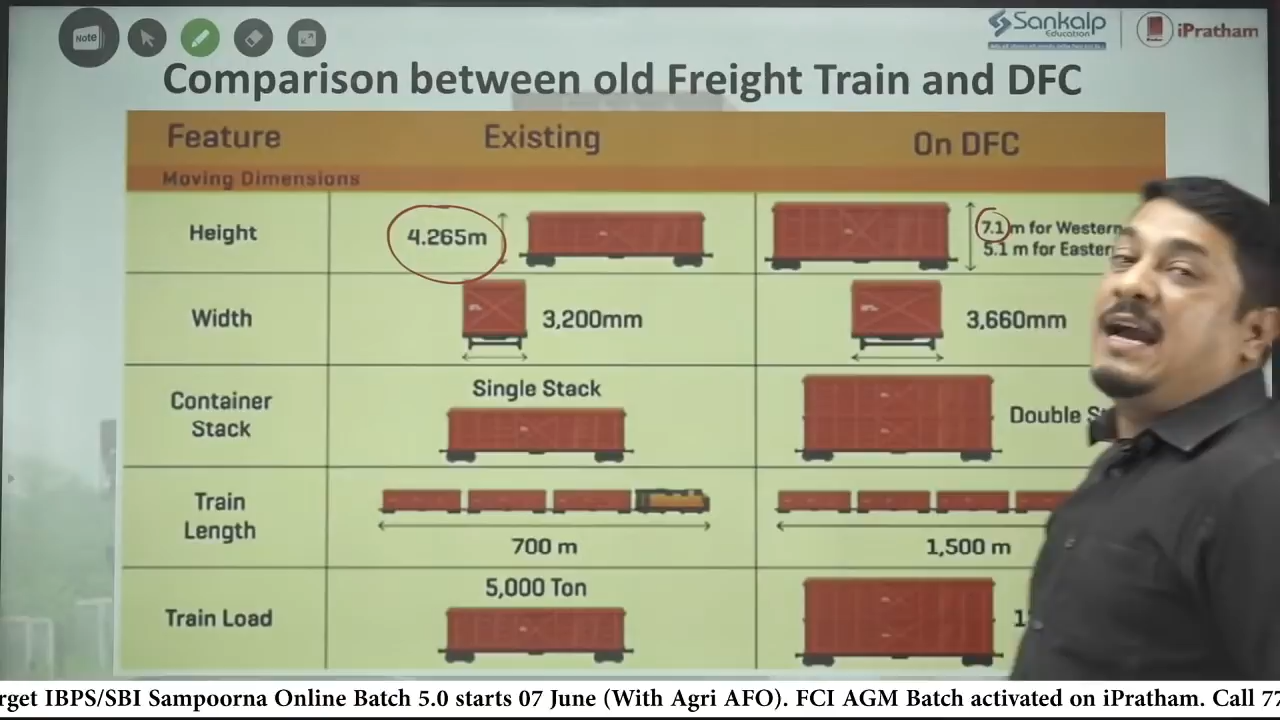 Note
Sankalp
Education
iPratham
Comparison between old Freight Train and DFC
Feature
Existing
On DFC
Moving Dimensions
Height
4.265m
7.1 m for Western
5.1 m for Eastern
Width
3,200mm
3,660mm
Container
Stack
Single Stack
Double
Train
Length
700 m
1,500 m
Train Load
5,000 Ton
rget IBPS/SBI Sampoorna Online Batch 5.0 starts 07 June (With Agri AFO). FCI AGM Batch activated on iPratham. Call 77